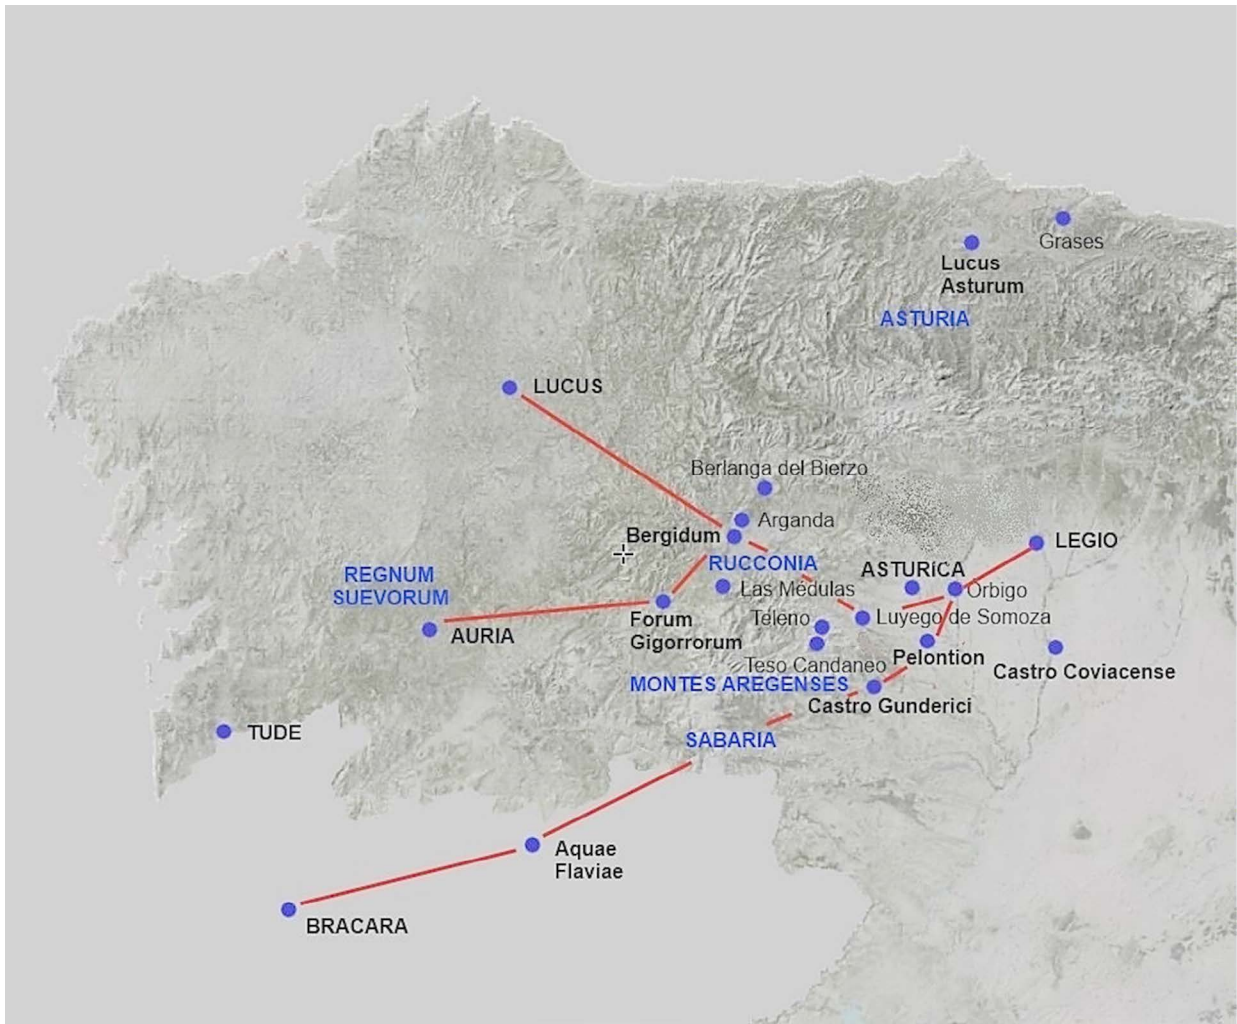 Grases
Lucus
Asturum
ASTURIA
LUCUS
Berlanga del Bierzo
Arganda
Bergidum
LEGIO
RUCCONIA
ASTURíCA
REGNUM
SUEVORUM
Las Médulas
Orbigo
AURIA
Forum
Gigorrorum
Teleno
Luyego de Somoza
Teso Candaneo
Pelontion
Castro Coviacense
MONTES AREGENSES
Castro Gunderici
TUDE
SABARIA
Aquae
Flaviae
BRACARA